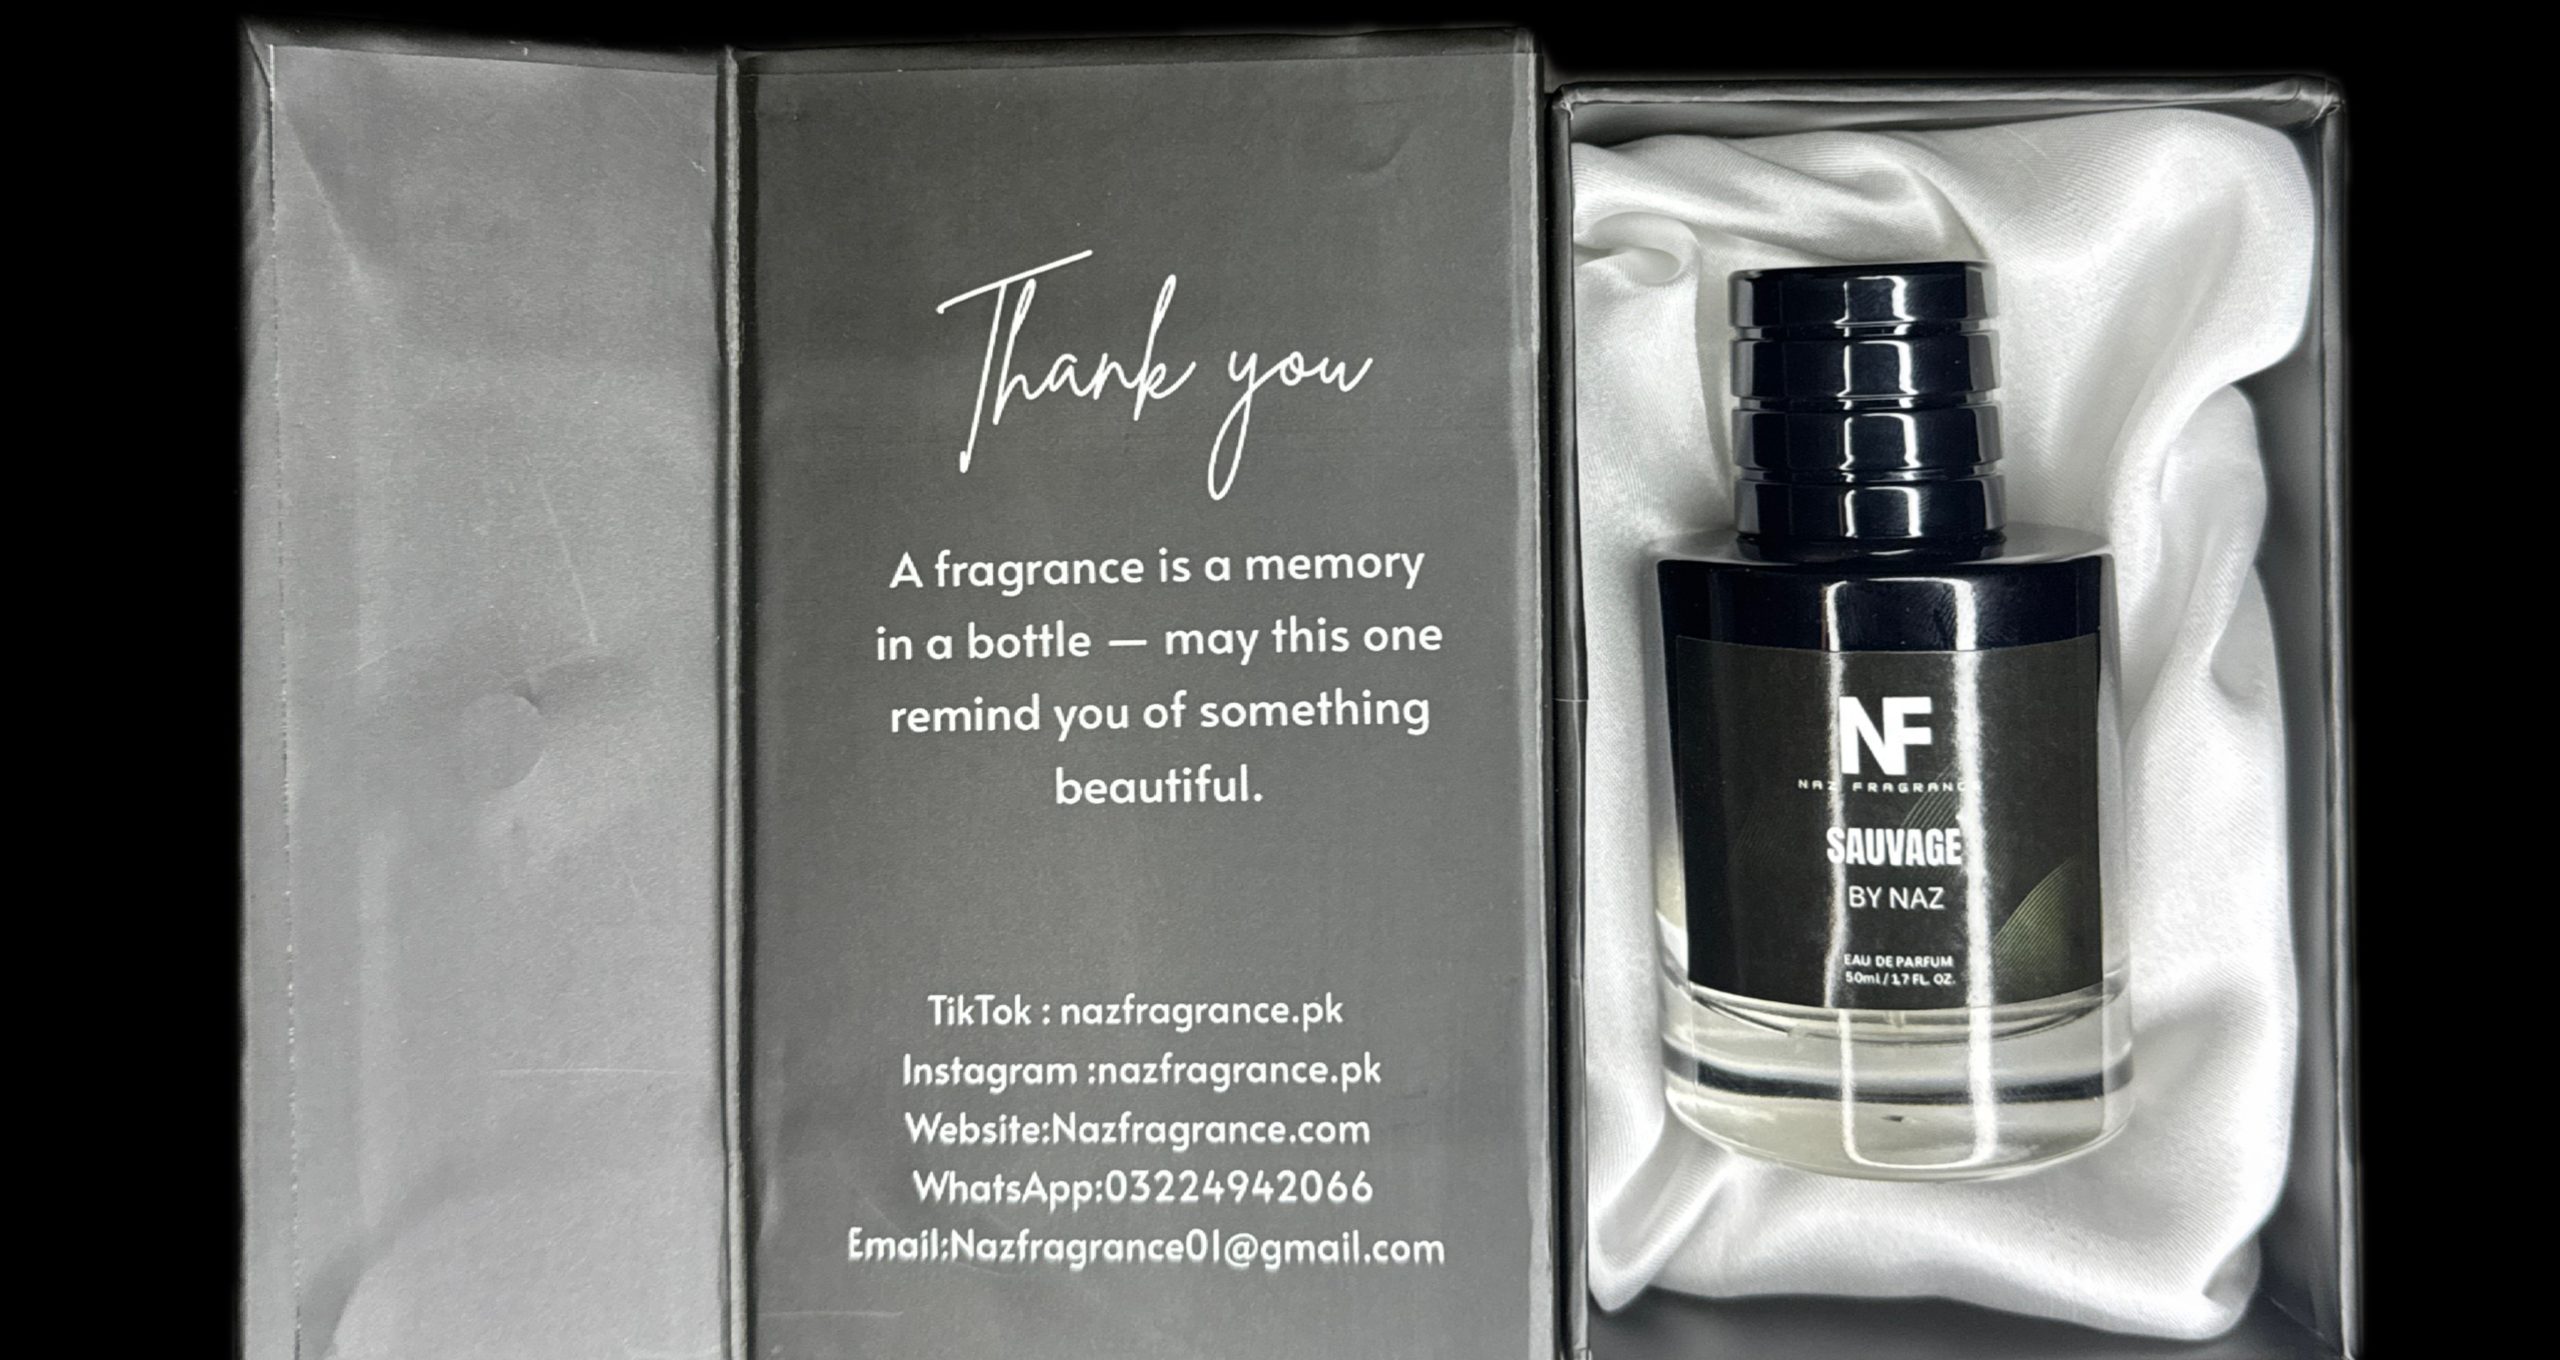 Thank you
A fragrance is a memory
in a bottle — may this one
remind you of something
beautiful.
TikTok : nazfragrance.pk
Instagram :nazfragrance.pk
Website:Nazfragrance.com
WhatsApp:03224942066
Email:Nazfragrance01@gmail.com
NF
NAZ FRAGRANCE
SAUVAGE
BY NAZ
EAU DE PARFUM
50ml / 1.7 FL. OZ.